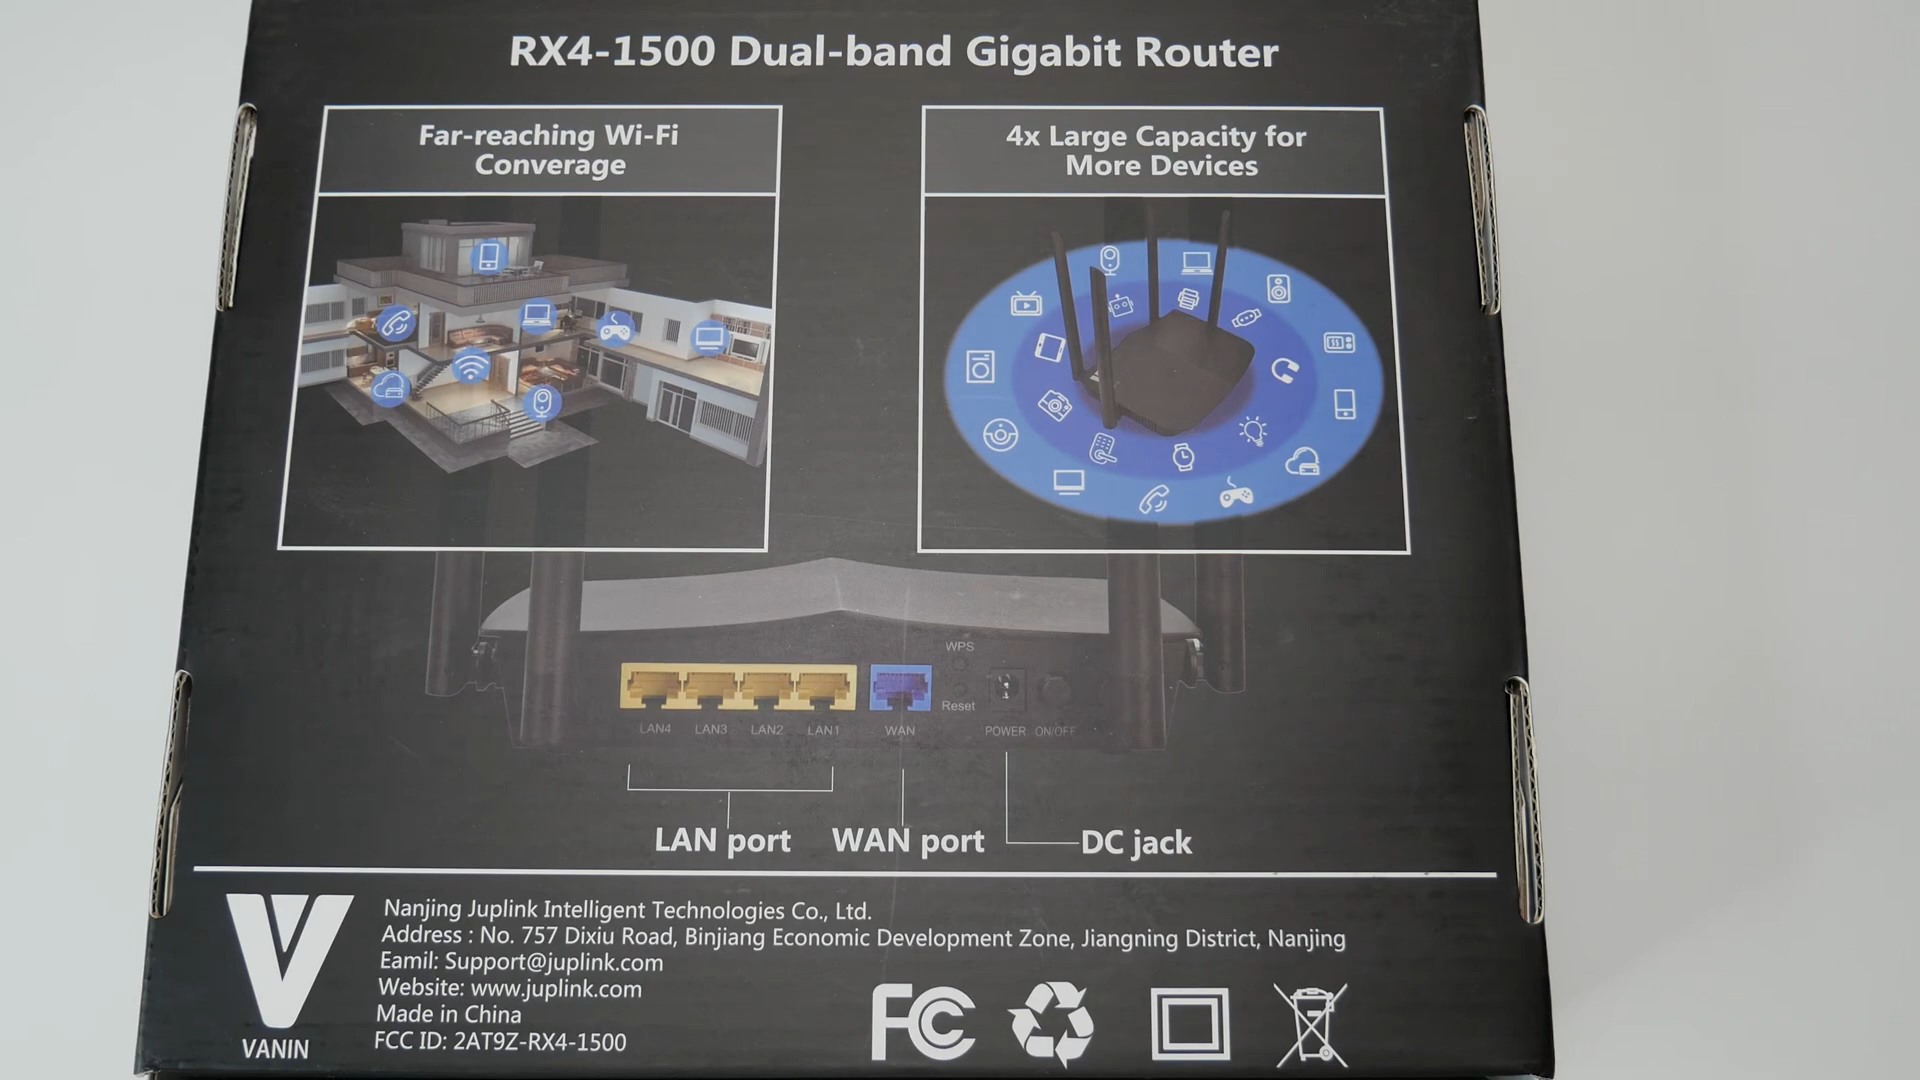 RX4-1500 Dual-band Gigabit Router
Far-reaching Wi-Fi
Converage
4x Large Capacity for
More Devices
WPS
Reset
LAN4 LAN3 LAN2 LAN1 WAN POWER ON/OFF
LAN port WAN port DC jack
Nanjing Juplink Intelligent Technologies Co., Ltd.
Address : No. 757 Dixiu Road, Binjiang Economic Development Zone, Jiangning District, Nanjing
Eamil: Support@juplink.com
Website: www.juplink.com
Made in China
FCC ID: 2AT9Z-RX4-1500
VANIN
FC